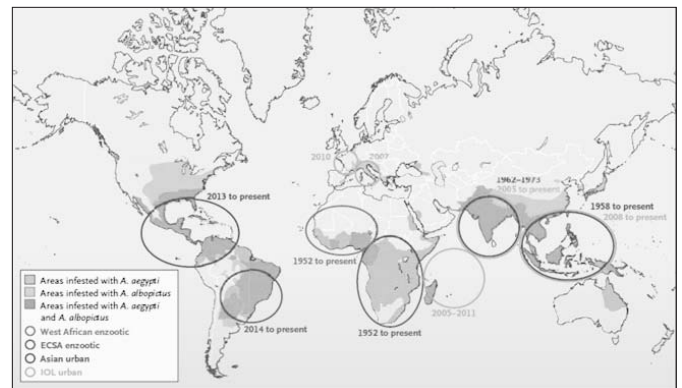 2010
2007
1962–1973
2005 to present
2013 to present
1958 to present
2008 to present
1952 to present
2005–2011
2014 to present
1952 to present
Areas infested with A. aegypti
Areas infested with A. albopictus
Areas infested with A. aegypti
and A. albopictus
West African enzootic
ECSA enzootic
Asian urban
IOL urban